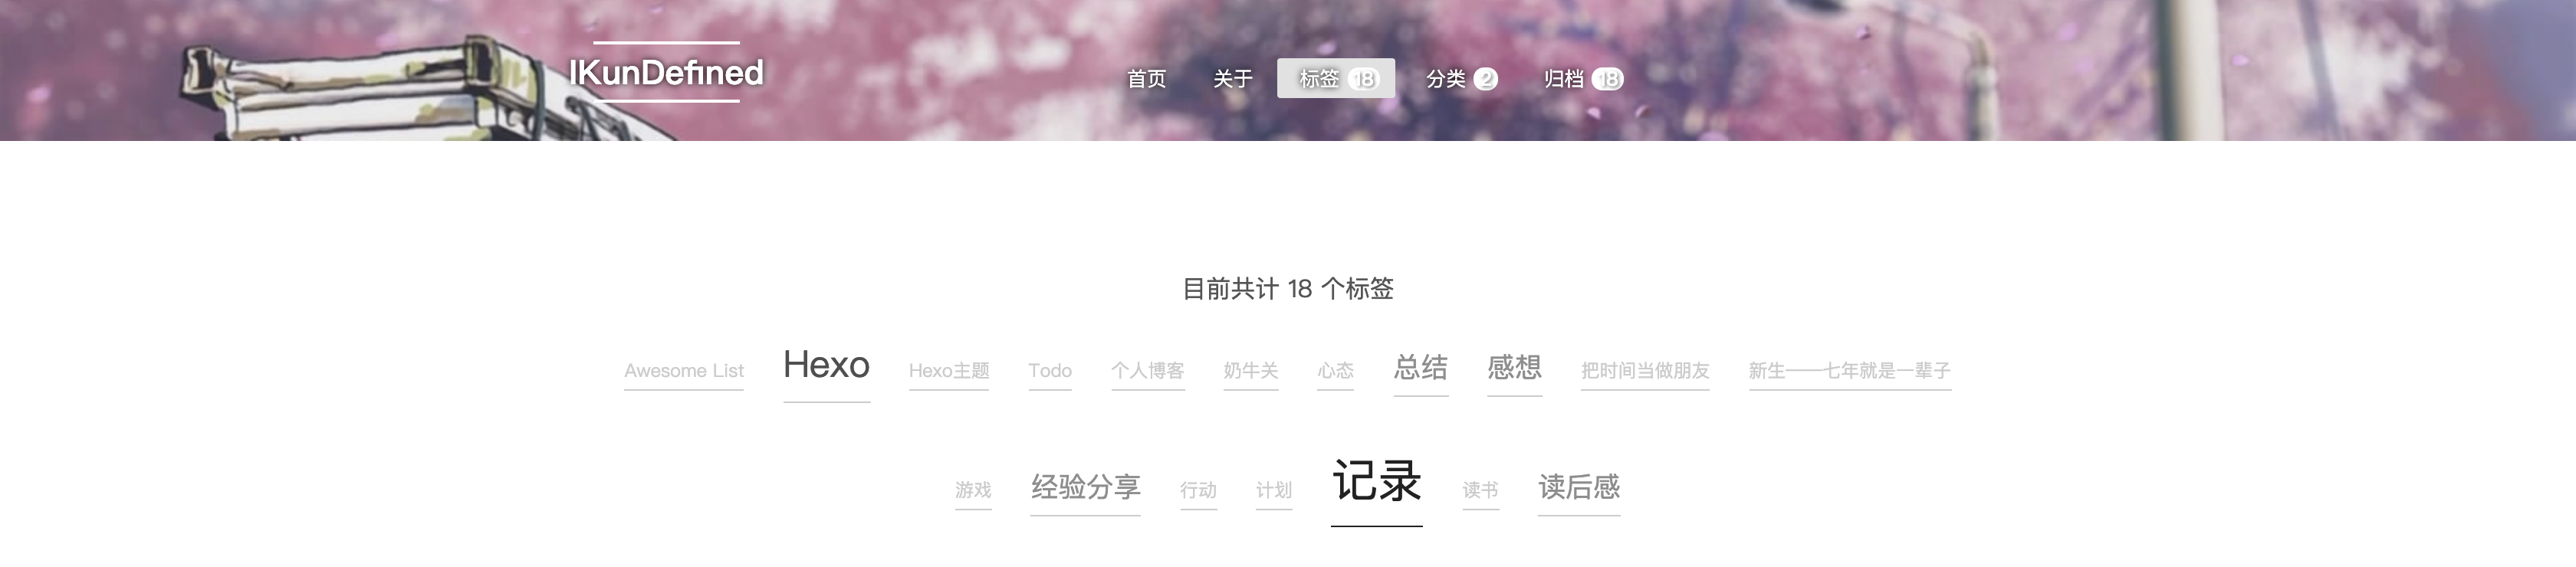 IKunDefined
首页 关于 标签 18 分类 2 归档 18
目前共计 18 个标签
Awesome List Hexo Hexo主题 Todo 个人博客 奶牛关 心态 总结 感想 把时间当做朋友 新生——七年就是一辈子
游戏 经验分享 行动 计划 记录 读书 读后感